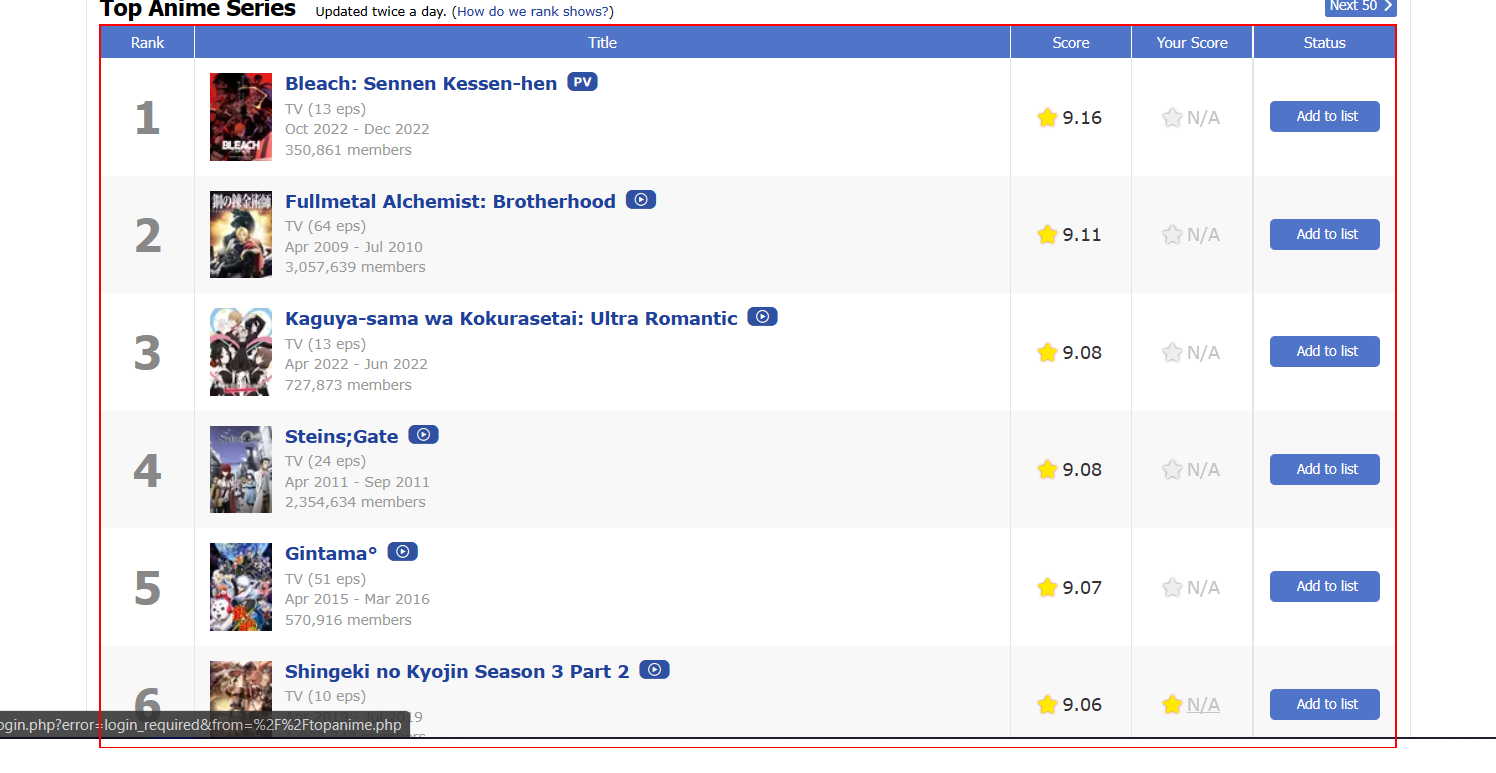 Top Anime Series Updated twice a day. (How do we rank shows?) Next 50
Rank Title Score Your Score Status
1
BLEACH
Bleach: Sennen Kessen-hen PV
TV (13 eps)
Oct 2022 - Dec 2022
350,861 members
9.16 N/A Add to list
2
鋼の錬金術師
Fullmetal Alchemist: Brotherhood
TV (64 eps)
Apr 2009 - Jul 2010
3,057,639 members
9.11 N/A Add to list
3
Kaguya-sama wa Kokurasetai: Ultra Romantic
TV (13 eps)
Apr 2022 - Jun 2022
727,873 members
9.08 N/A Add to list
4
Steins;Gate
TV (24 eps)
Apr 2011 - Sep 2011
2,354,634 members
9.08 N/A Add to list
5
Gintama°
TV (51 eps)
Apr 2015 - Mar 2016
570,916 members
9.07 N/A Add to list
6
Shingeki no Kyojin Season 3 Part 2
TV (10 eps)
9.06 N/A Add to list
ogin.php?error=login_required&from=%2F%2Ftopanime.php